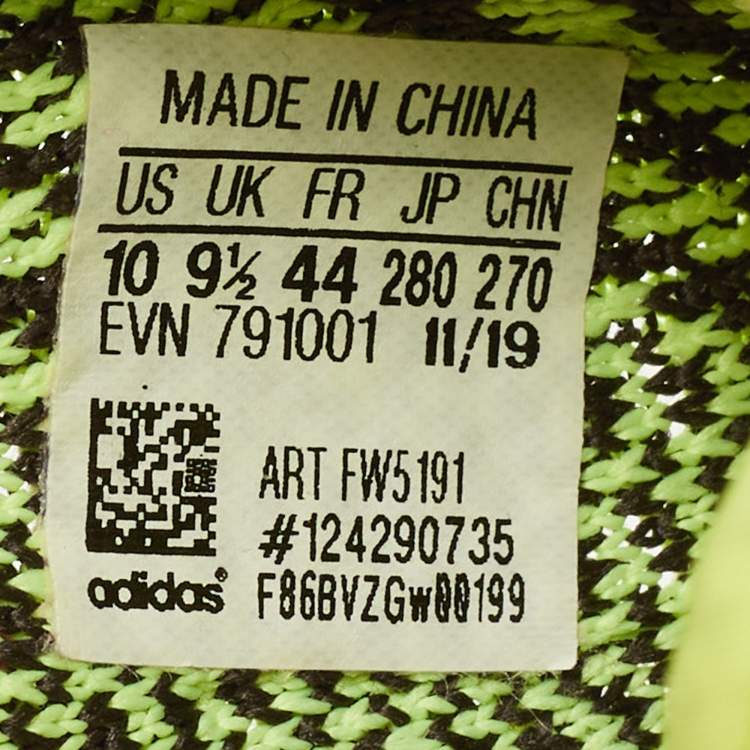 MADE IN CHINA
US UK FR JP CHN
10 9½ 44 280 270
EVN 791001 11/19
ART FW5191
#124290735
F86BVZGw00199
adidas®